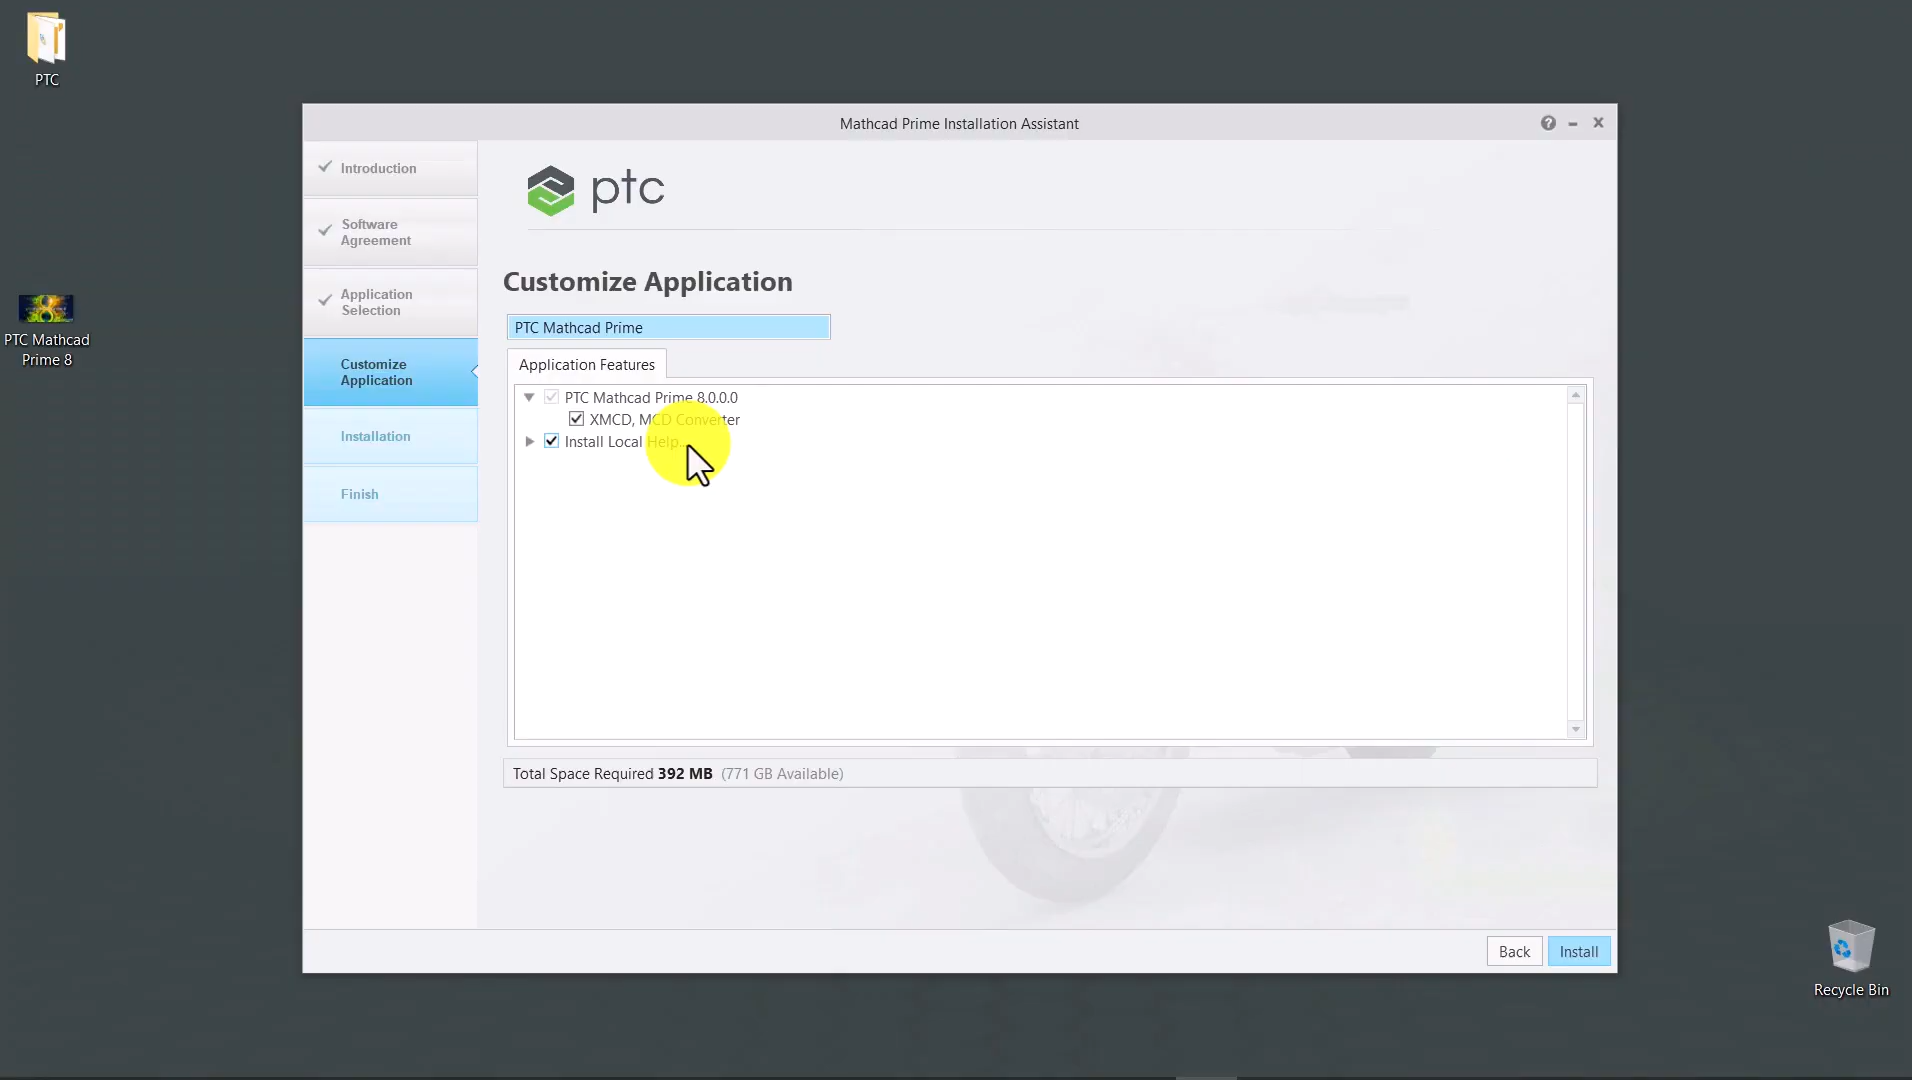 PTC
PTC Mathcad
Prime 8
Mathcad Prime Installation Assistant
Introduction
Software
Agreement
Application
Selection
Customize
Application
Installation
Finish
ptc
Customize Application
PTC Mathcad Prime
Application Features
PTC Mathcad Prime 8.0.0.0
XMCD, MCD Converter
Install Local Help...
Total Space Required 392 MB (771 GB Available)
Back
Install
Recycle Bin